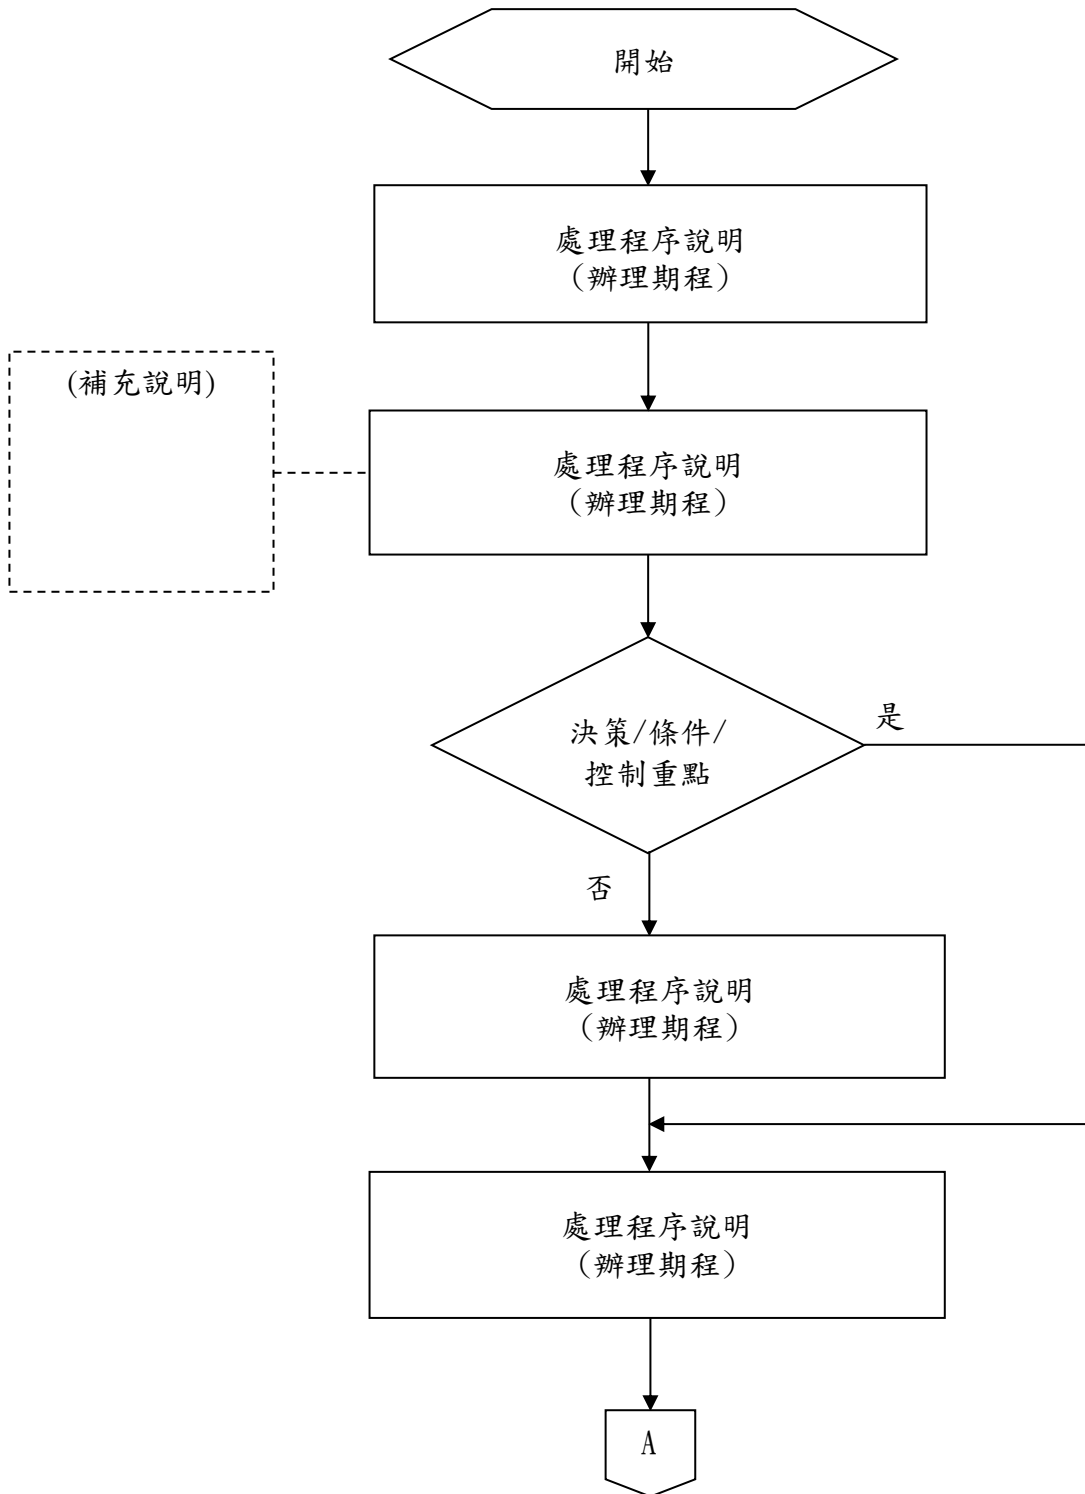 開始
處理程序說明
（辦理期程）
(補充說明)
處理程序說明
（辦理期程）
決策/條件/
控制重點
是
否
處理程序說明
（辦理期程）
處理程序說明
（辦理期程）
A